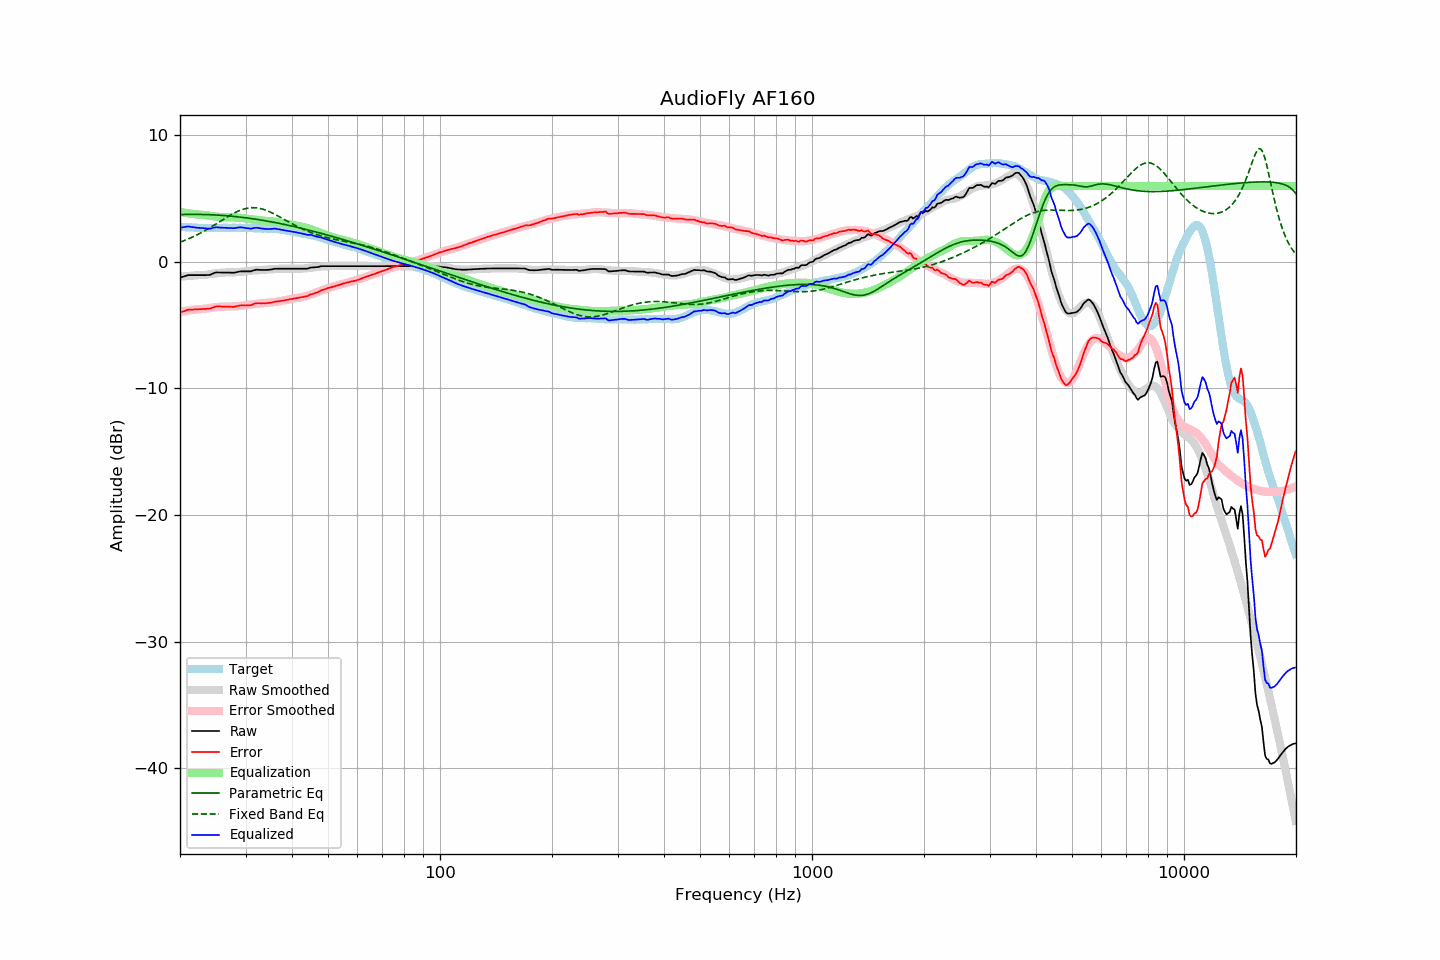 AudioFly AF160
10
0
−10
−20
−30
−40
Amplitude (dBr)
Target
Raw Smoothed
Error Smoothed
Raw
Error
Equalization
Parametric Eq
Fixed Band Eq
Equalized
100
1000
10000
Frequency (Hz)